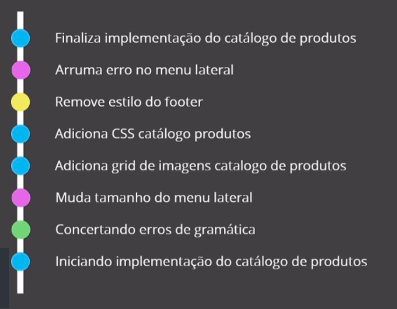 Finaliza implementação do catálogo de produtos
Arruma erro no menu lateral
Remove estilo do footer
Adiciona CSS catálogo produtos
Adiciona grid de imagens catalogo de produtos
Muda tamanho do menu lateral
Concertando erros de gramática
Iniciando implementação do catálogo de produtos